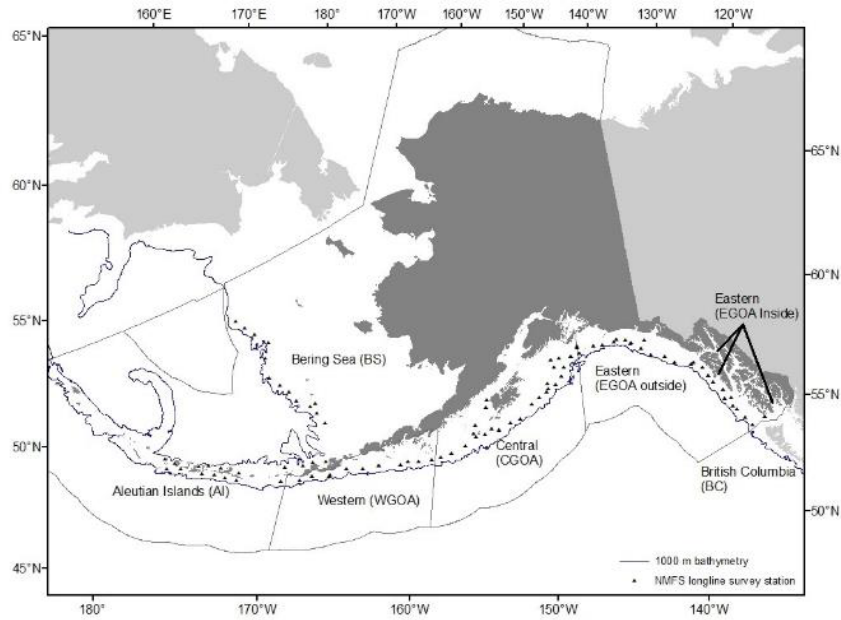 160°E 170°E 180° 170°W 160°W 150°W 140°W 130°W 120°W
65°N
65°N
60°N
60°N
Eastern
(EGOA Inside)
55°N
Bering Sea (BS)
Eastern
(EGOA outside)
55°N
50°N
Central
(CGOA)
British Columbia
(BC)
Aleutian Islands (AI)
Western (WGOA)
50°N
45°N
1000 m bathymetry
NMFS longline survey station
180° 170°W 160°W 150°W 140°W